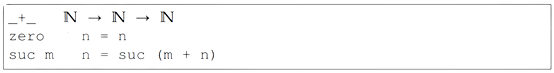 _+_ ℕ → ℕ → ℕ
zero n = n
suc m n = suc (m + n)